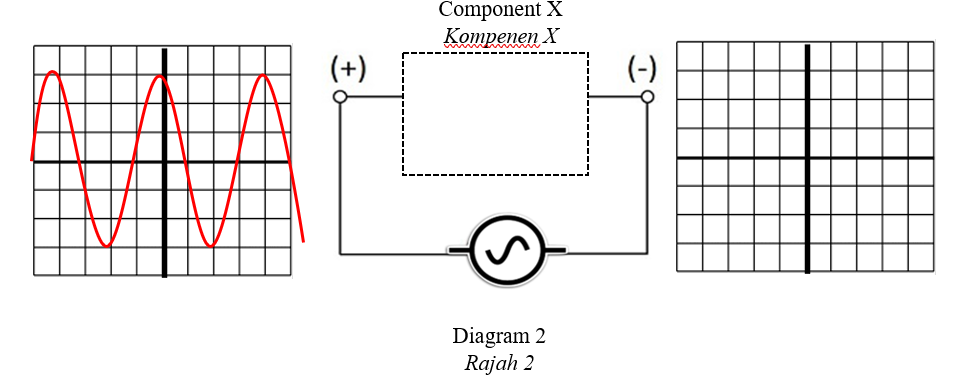 Component X
Kompenen X
(+)
(-)
Diagram 2
Rajah 2